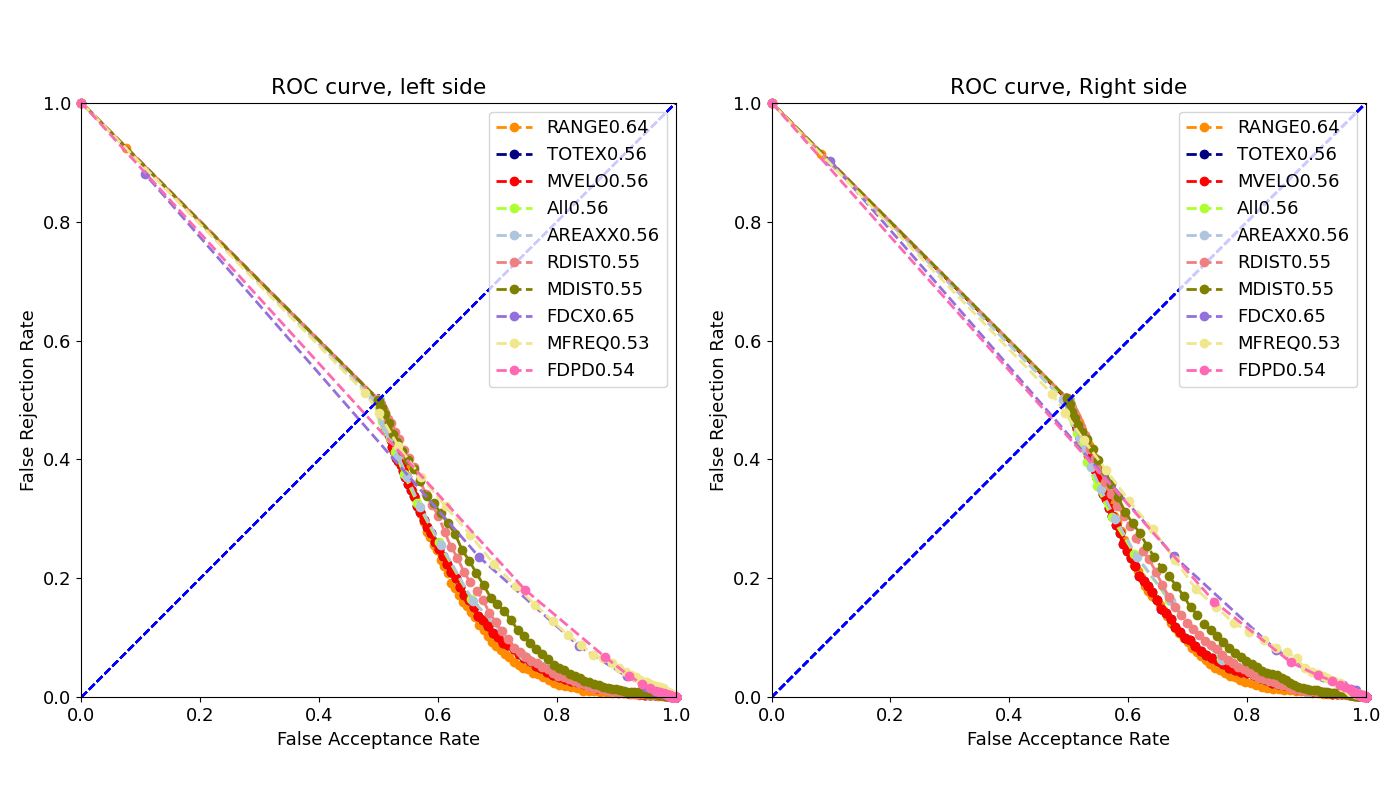 ROC curve, left side
1.0
0.8
0.6
0.4
0.2
0.0
False Rejection Rate
RANGE0.64
TOTEX0.56
MVELO0.56
All0.56
AREAXX0.56
RDIST0.55
MDIST0.55
FDCX0.65
MFREQ0.53
FDPD0.54
0.0 0.2 0.4 0.6 0.8 1.0
False Acceptance Rate
ROC curve, Right side
1.0
0.8
0.6
0.4
0.2
0.0
False Rejection Rate
RANGE0.64
TOTEX0.56
MVELO0.56
All0.56
AREAXX0.56
RDIST0.55
MDIST0.55
FDCX0.65
MFREQ0.53
FDPD0.54
0.0 0.2 0.4 0.6 0.8 1.0
False Acceptance Rate